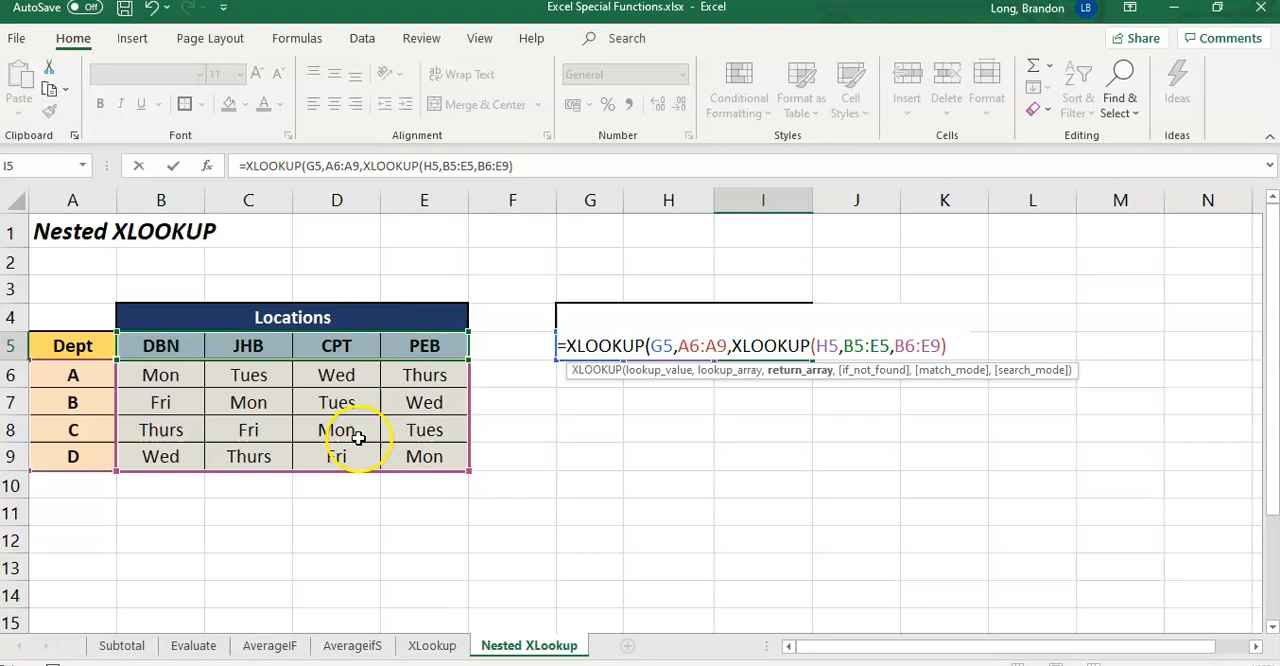 AutoSave Off Excel Special Functions.xlsx - Excel Long, Brandon LB
File Home Insert Page Layout Formulas Data Review View Help Search Share Comments
11 A^ A˅ Wrap Text General
Paste B I U A Merge & Center % , Conditional Formatting Format as Table Cell Styles Insert Delete Format Sort & Filter Find & Select Ideas
Clipboard Font Alignment Number Styles Cells Editing Ideas
I5 fx =XLOOKUP(G5,A6:A9,XLOOKUP(H5,B5:E5,B6:E9)
A B C D E F G H I J K L M N
1 Nested XLOOKUP
2
3
4 Locations
5 Dept DBN JHB CPT PEB =XLOOKUP(G5,A6:A9,XLOOKUP(H5,B5:E5,B6:E9)
XLOOKUP(lookup_value, lookup_array, return_array, [if_not_found], [match_mode], [search_mode])
6 A Mon Tues Wed Thurs
7 B Fri Mon Tues Wed
8 C Thurs Fri Mon Tues
9 D Wed Thurs Fri Mon
10
11
12
13
14
15
Subtotal Evaluate AverageIF AverageifS XLookup Nested XLookup